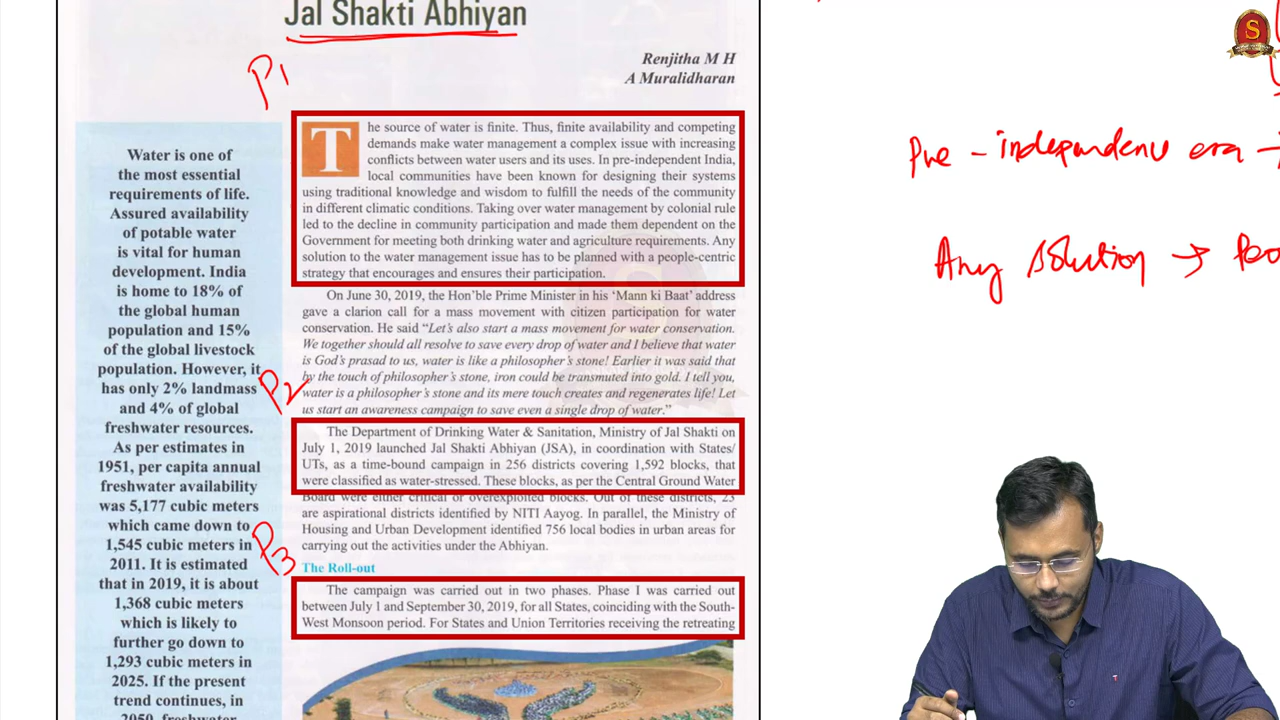 Jal Shakti Abhiyan
Renjitha M H
A Muralidharan
P1
The source of water is finite. Thus, finite availability and competing
demands make water management a complex issue with increasing
conflicts between water users and its uses. In pre-independent India,
local communities have been known for designing their systems
using traditional knowledge and wisdom to fulfill the needs of the community
in different climatic conditions. Taking over water management by colonial rule
led to the decline in community participation and made them dependent on the
Government for meeting both drinking water and agriculture requirements. Any
solution to the water management issue has to be planned with a people-centric
strategy that encourages and ensures their participation.
On June 30, 2019, the Hon'ble Prime Minister in his 'Mann ki Baat' address
gave a clarion call for a mass movement with citizen participation for water
conservation. He said "Let's also start a mass movement for water conservation.
We together should all resolve to save every drop of water and I believe that water
is God's prasad to us, water is like a philosopher's stone! Earlier it was said that
by the touch of philosopher's stone, iron could be transmuted into gold. I tell you,
water is a philosopher's stone and its mere touch creates and regenerates life! Let
us start an awareness campaign to save even a single drop of water."
P2
The Department of Drinking Water & Sanitation, Ministry of Jal Shakti on
July 1, 2019 launched Jal Shakti Abhiyan (JSA), in coordination with States/
UTs, as a time-bound campaign in 256 districts covering 1,592 blocks, that
were classified as water-stressed. These blocks, as per the Central Ground Water
Board were either critical or overexploited blocks. Out of these districts, 25
are aspirational districts identified by NITI Aayog. In parallel, the Ministry of
Housing and Urban Development identified 756 local bodies in urban areas for
carrying out the activities under the Abhiyan.
P3
The Roll-out
The campaign was carried out in two phases. Phase I was carried out
between July 1 and September 30, 2019, for all States, coinciding with the South-
West Monsoon period. For States and Union Territories receiving the retreating
Water is one of
the most essential
requirements of life.
Assured availability
of potable water
is vital for human
development. India
is home to 18% of
the global human
population and 15%
of the global livestock
population. However, it
has only 2% landmass
and 4% of global
freshwater resources.
As per estimates in
1951, per capita annual
freshwater availability
was 5,177 cubic meters
which came down to
1,545 cubic meters in
2011. It is estimated
that in 2019, it is about
1,368 cubic meters
which is likely to
further go down to
1,293 cubic meters in
2025. If the present
trend continues, in
2050, freshwater
Pre - independence era →
Any solution →
S